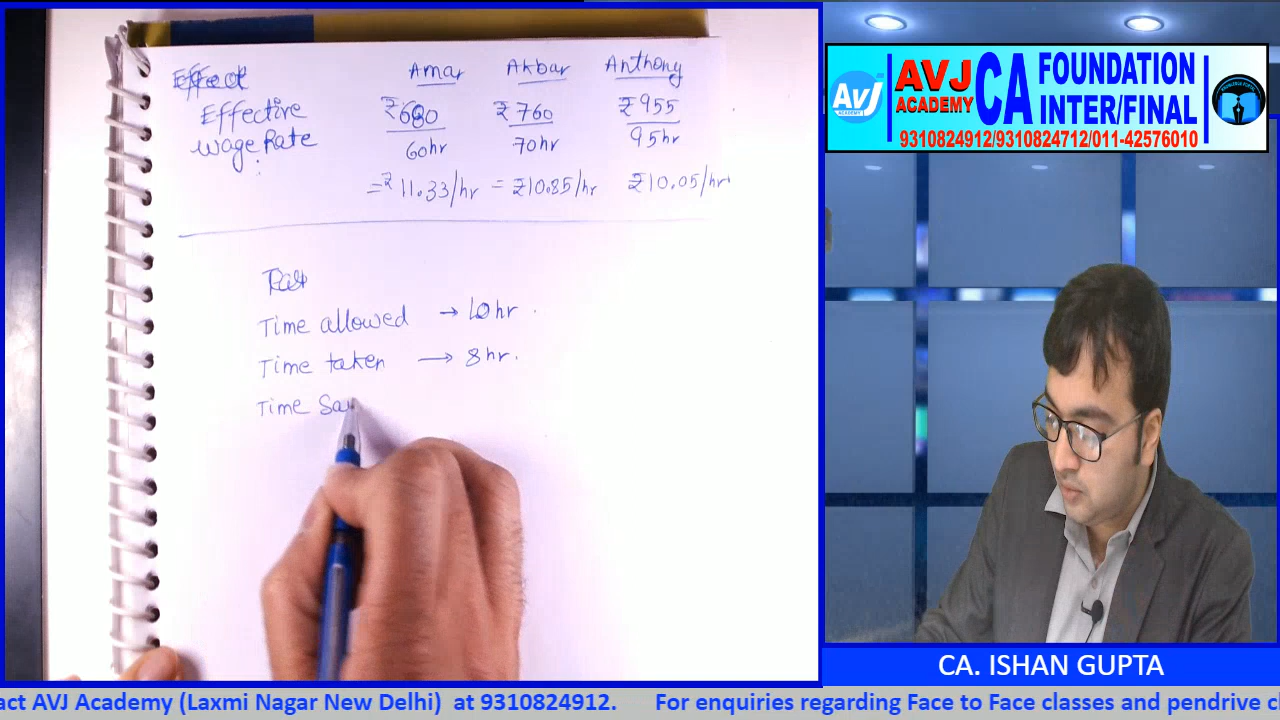 Effect
Effective
wage Rate :
Amar Akbar Anthony
₹680 ₹760 ₹955
60hr 70hr 95hr
=₹11.33/hr =₹10.85/hr ₹10.05/hr
Time allowed → 10hr
Time taken → 8hr.
Time Sav
AVJ ACADEMY
CA FOUNDATION INTER/FINAL
9310824912/9310824712/011-42576010
CA. ISHAN GUPTA
act AVJ Academy (Laxmi Nagar New Delhi) at 9310824912. For enquiries regarding Face to Face classes and pendrive cl